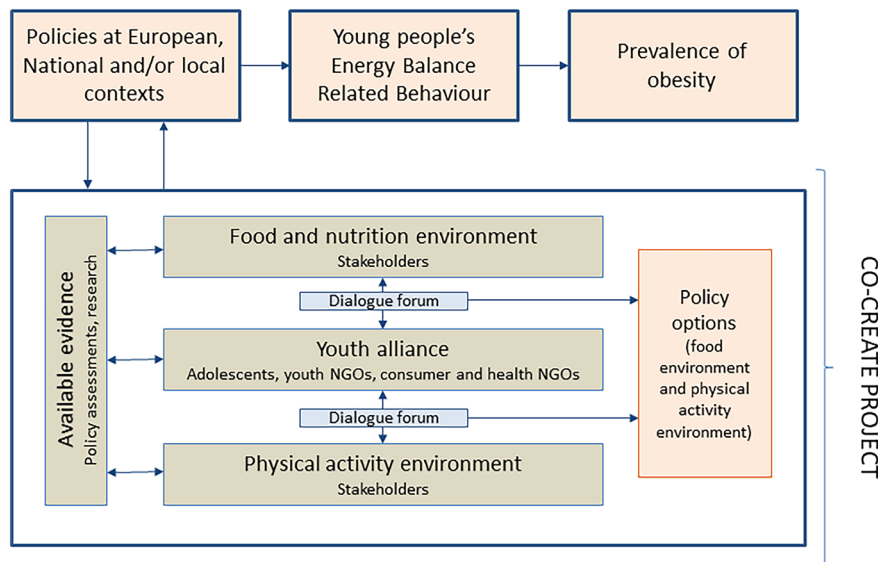 Policies at European,
National and/or local
contexts
Young people's
Energy Balance
Related Behaviour
Prevalence of
obesity
Available evidence
Policy assessments, research
Food and nutrition environment
Stakeholders
Dialogue forum
Youth alliance
Adolescents, youth NGOs, consumer and health NGOs
Dialogue forum
Physical activity environment
Stakeholders
Policy
options
(food
environment
and physical
activity
environment)
CO-CREATE PROJECT